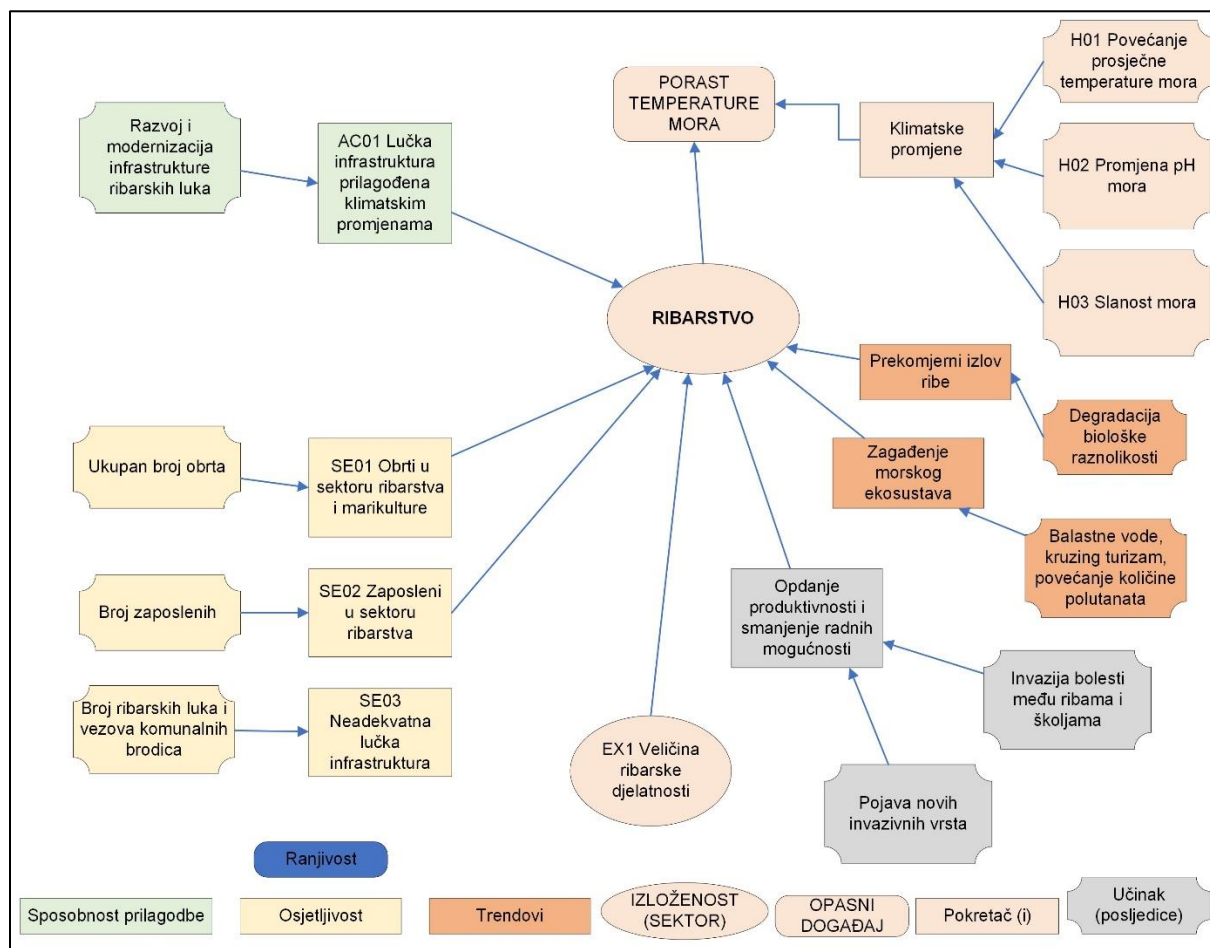 H01 Povećanje
prosječne
temperature mora
PORAST
TEMPERATURE
MORA
Klimatske
promjene
Razvoj i
modernizacija
infrastrukture
ribarskih luka
AC01 Lučka
infrastruktura
prilagođena
klimatskim
promjenama
H02 Promjena pH
mora
H03 Slanost mora
RIBARSTVO
Prekomjerni izlov
ribe
Degradacija
biološke
raznolikosti
Zagađenje
morskog
ekosustava
Ukupan broj obrta
SE01 Obrti u
sektoru ribarstva
i marikulture
Balastne vode,
kruzing turizam,
povećanje količine
polutanata
Broj zaposlenih
SE02 Zaposleni u
sektoru
ribarstva
Opdanje
produktivnosti i
smanjenje radnih
mogućnosti
Invazija bolesti
među ribama i
školjama
Broj ribarskih luka i
vezova komunalnih
brodica
SE03
Neadekvatna
lučka
infrastruktura
EX1 Veličina
ribarske
djelatnosti
Pojava novih
invazivnih vrsta
Ranjivost
Sposobnost prilagodbe
Osjetljivost
Trendovi
IZLOŽENOST
(SEKTOR)
OPASNI
DOGAĐAJ
Pokretač (i)
Učinak
(posljedice)